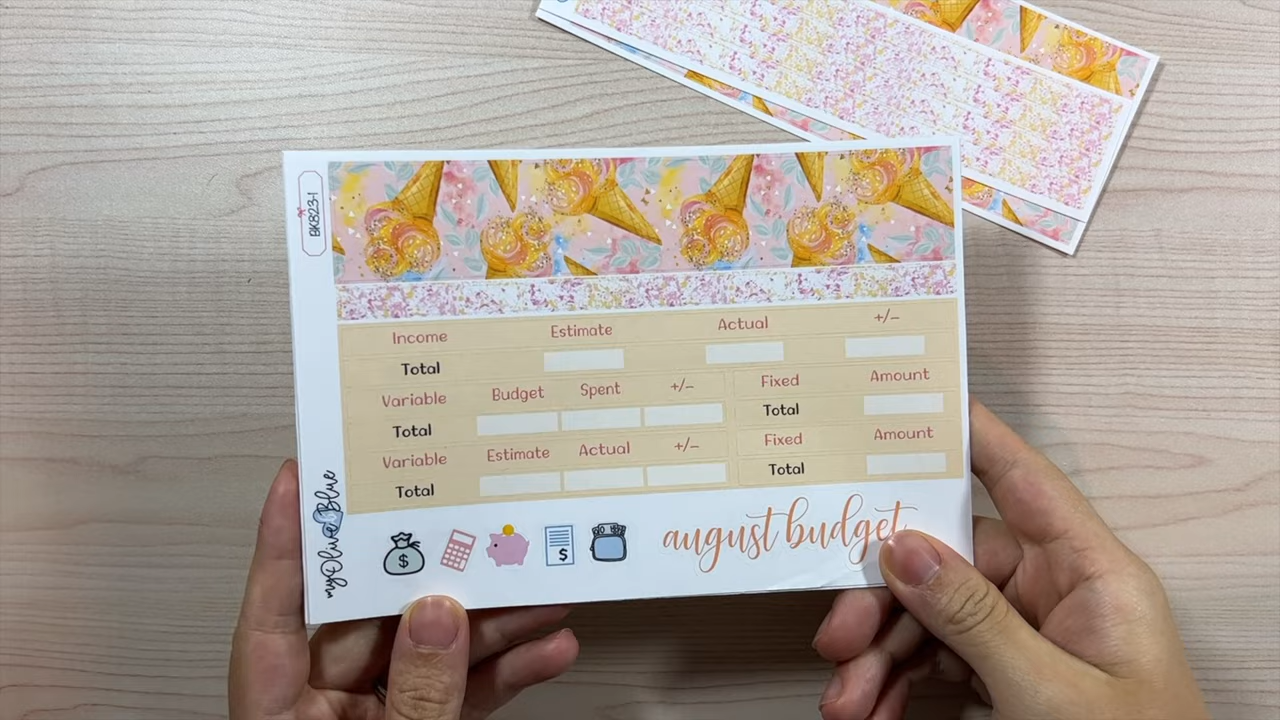 BK823-1
Income Estimate Actual +/-
Total
Variable Budget Spent +/-
Total
Variable Estimate Actual +/-
Total
Fixed Amount
Total
Fixed Amount
Total
$
$
august budget
myOliveBlue